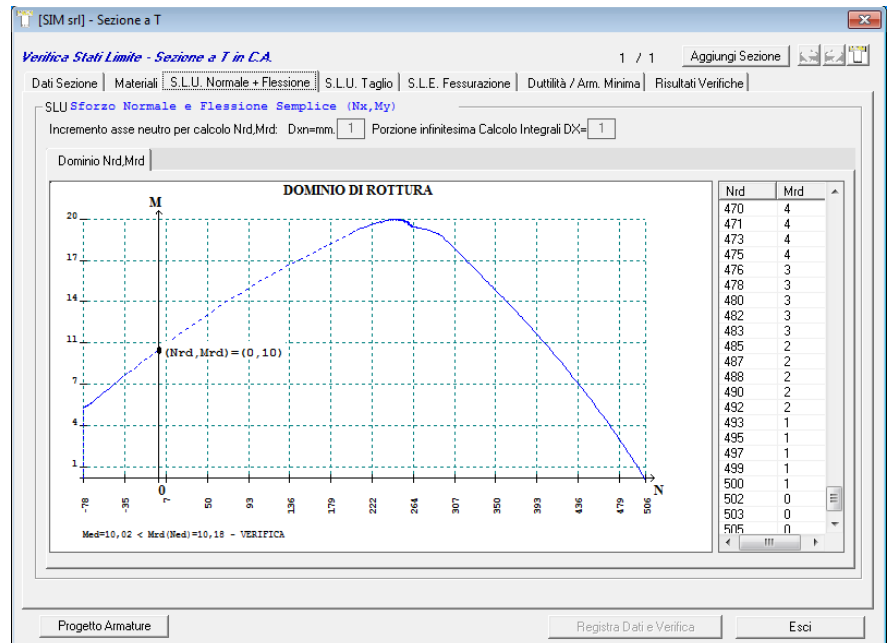 [SIM srl] - Sezione a T
Verifica Stati Limite - Sezione a T in C.A.
1 / 1
Aggiungi Sezione
Dati Sezione
Materiali
S.L.U. Normale + Flessione
S.L.U. Taglio
S.L.E. Fessurazione
Duttilità / Arm. Minima
Risultati Verifiche
SLU Sforzo Normale e Flessione Semplice (Nx,My)
Incremento asse neutro per calcolo Nrd,Mrd: Dxn=mm. 1 Porzione infinitesima Calcolo Integrali DX= 1
Dominio Nrd,Mrd
DOMINIO DI ROTTURA
M
20
17
14
11
7
4
1
(Nrd,Mrd)=(0,10)
0
N
-78
-35
7
50
93
136
179
222
264
307
350
393
436
479
506
Med=10,02 < Mrd(Ned)=10,18 - VERIFICA
Nrd Mrd
470 4
471 4
473 4
475 4
476 3
478 3
480 3
482 3
483 3
485 2
487 2
488 2
490 2
492 2
493 1
495 1
497 1
499 1
500 1
502 0
503 0
505 0
Progetto Armature
Registra Dati e Verifica
Esci